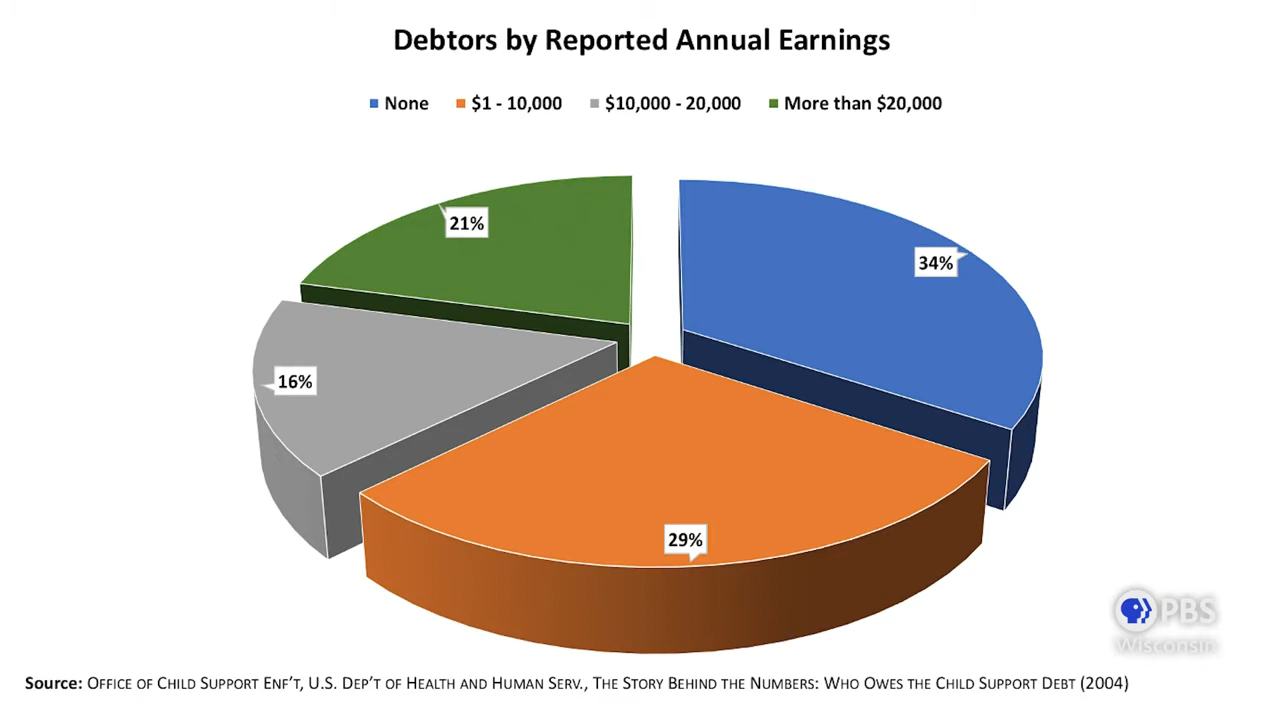 Debtors by Reported Annual Earnings
None $1 - 10,000 $10,000 - 20,000 More than $20,000
21%
34%
16%
29%
PBS
Wisconsin
Source: OFFICE OF CHILD SUPPORT ENF'T, U.S. DEP'T OF HEALTH AND HUMAN SERV., THE STORY BEHIND THE NUMBERS: WHO OWES THE CHILD SUPPORT DEBT (2004)